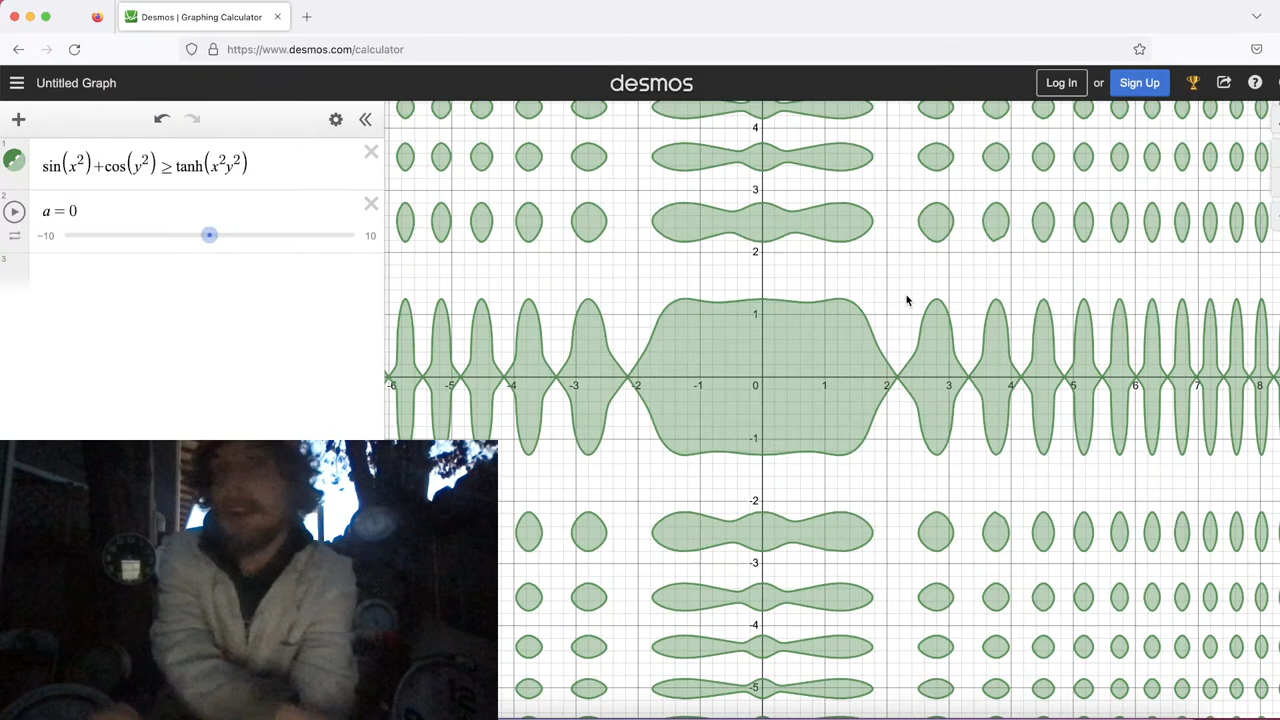 Desmos | Graphing Calculator
https://www.desmos.com/calculator
Untitled Graph
desmos
Log In or Sign Up
1
sin(x²)+cos(y²) ≥ tanh(x²y²)
2
a = 0
-10 10
3
4
3
2
1
-6 -5 -4 -3 -2 -1 0 1 2 3 4 5 6 7 8
-1
-2
-3
-4
-5